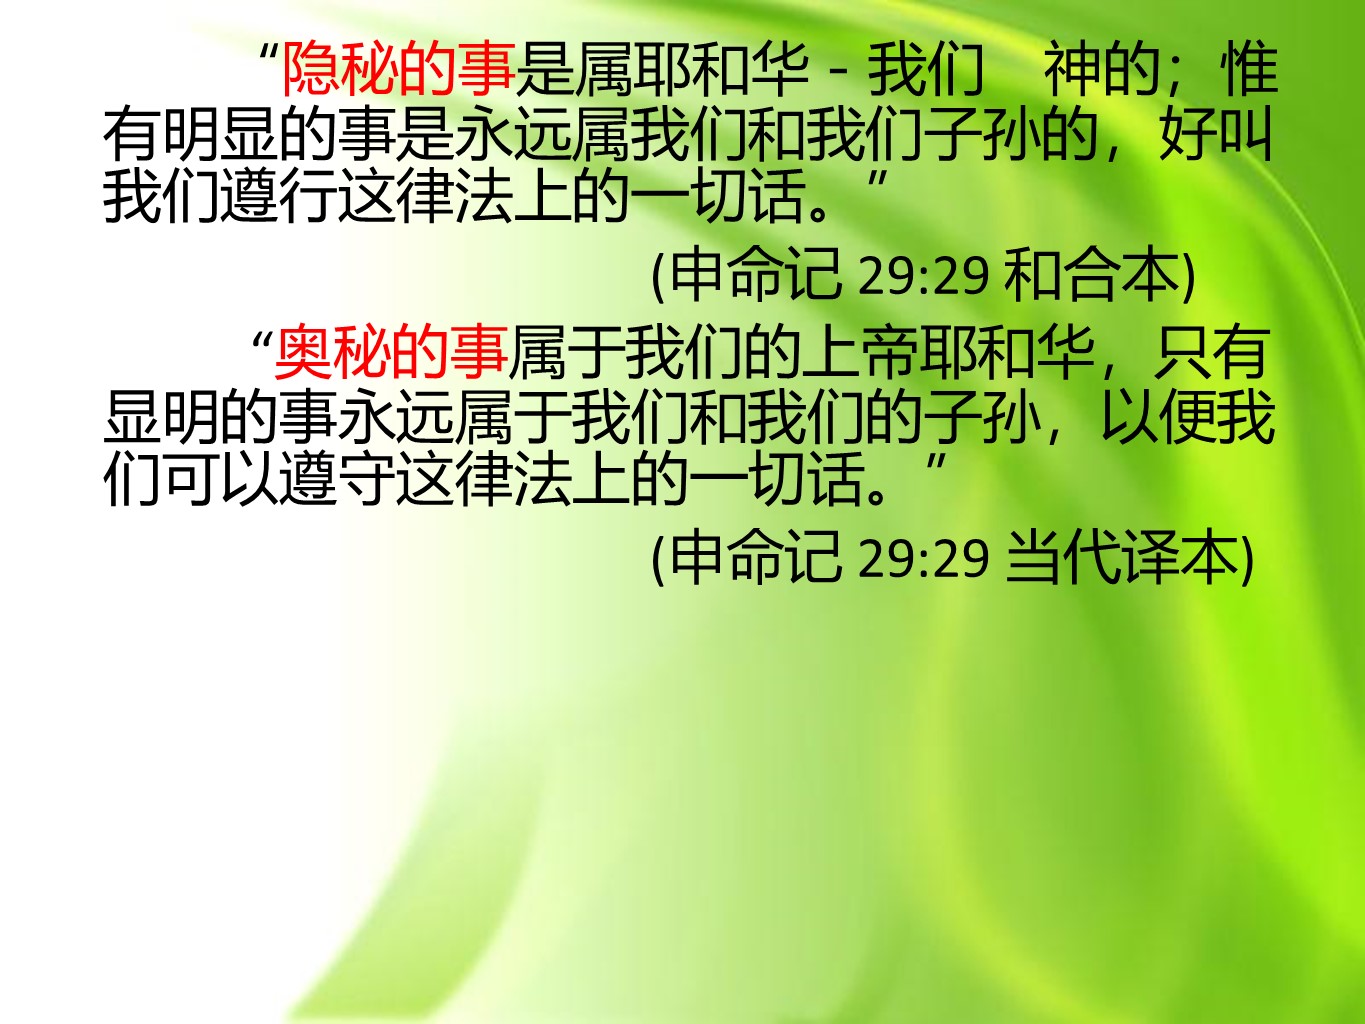 “隐秘的事是属耶和华－我们　神的；惟
有明显的事是永远属我们和我们子孙的，好叫
我们遵行这律法上的一切话。”
(申命记 29:29 和合本)
“奥秘的事属于我们的上帝耶和华，只有
显明的事永远属于我们和我们的子孙，以便我
们可以遵守这律法上的一切话。”
(申命记 29:29 当代译本)